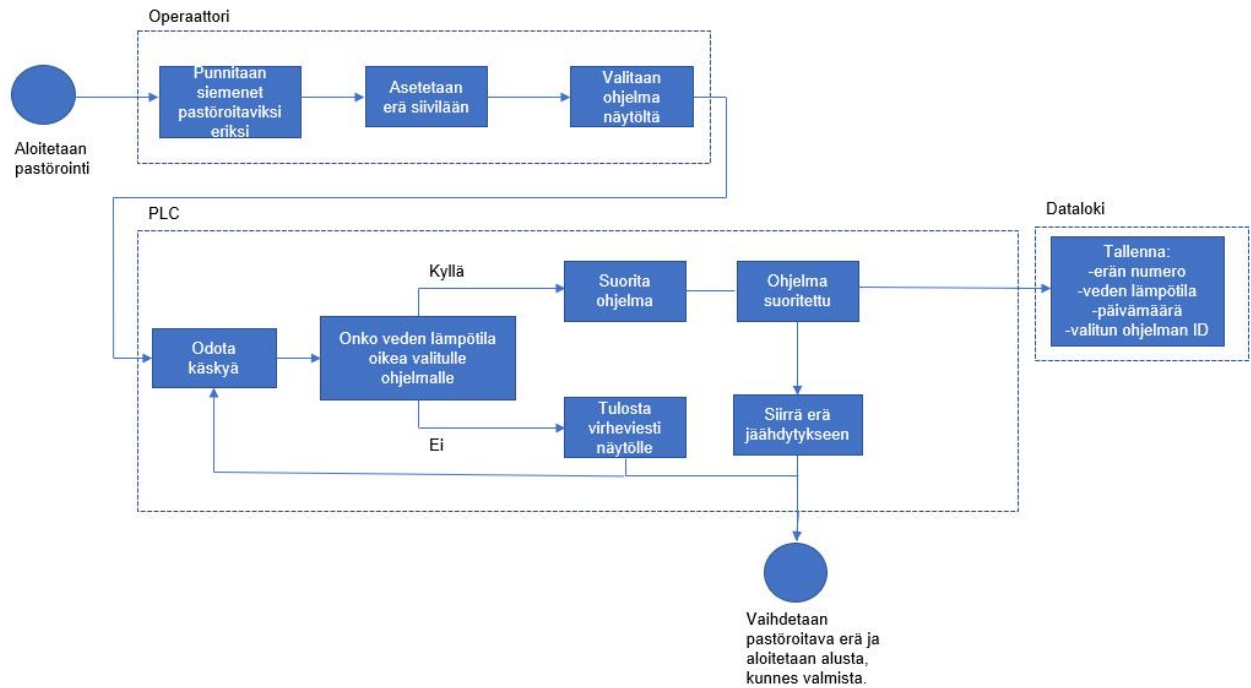 Operaattori
Punnitaan
siemenet
pastöroitaviksi
eriksi
Asetetaan
erä siivilään
Valitaan
ohjelma
näytöltä
Aloitetaan
pastörointi
PLC
Dataloki
Kyllä
Suorita
ohjelma
Ohjelma
suoritettu
Tallenna:
-erän numero
-veden lämpötila
-päivämäärä
-valitun ohjelman ID
Odota
käskyä
Onko veden lämpötila
oikea valitulle
ohjelmalle
Ei
Tulosta
virheviesti
näytölle
Siirrä erä
jäähdytykseen
Vaihdetaan
pastöroitava erä ja
aloitetaan alusta,
kunnes valmista.